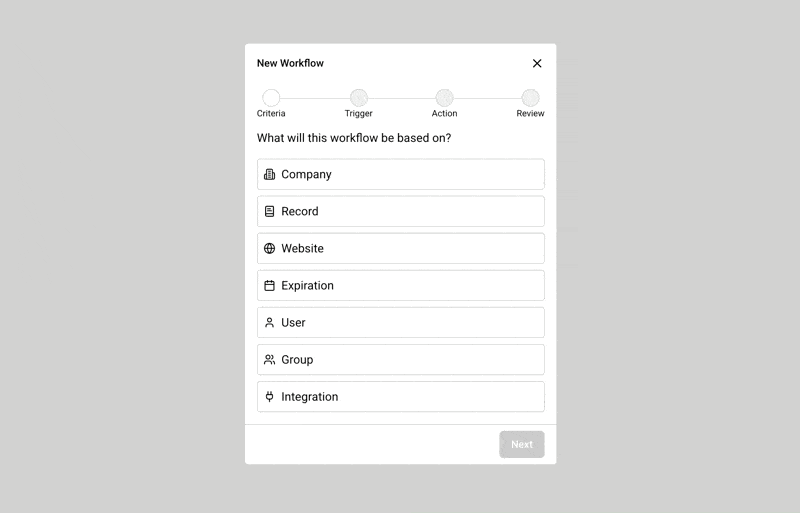 New Workflow
Criteria Trigger Action Review
What will this workflow be based on?
Company
Record
Website
Expiration
User
Group
Integration
Next